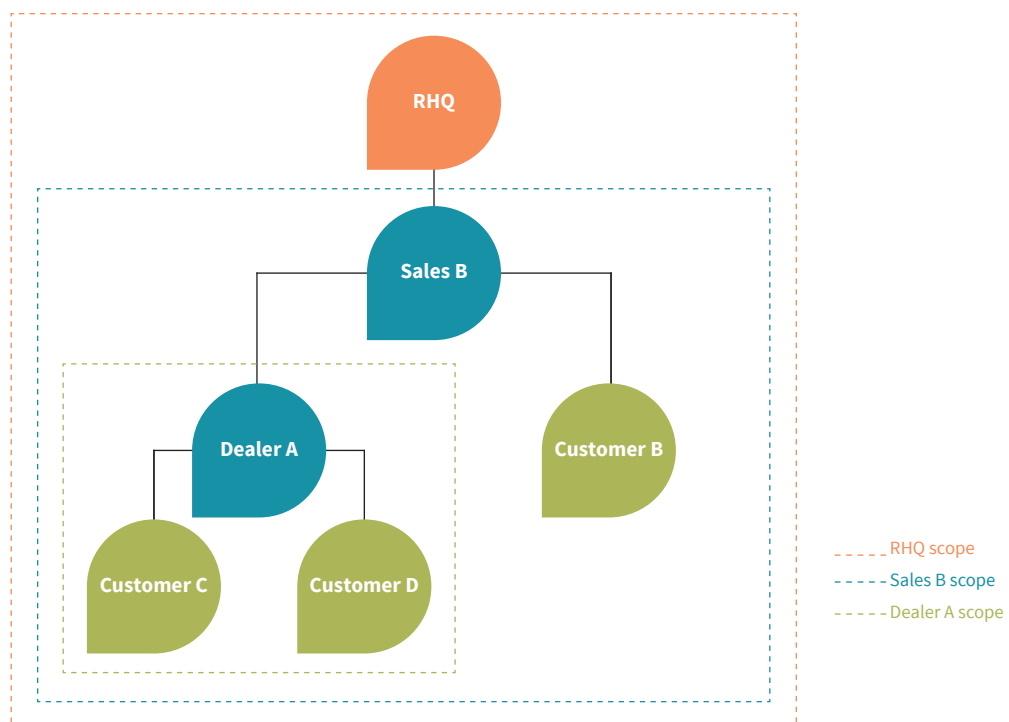 RHQ
Sales B
Dealer A
Customer B
Customer C
Customer D
RHQ scope
Sales B scope
Dealer A scope